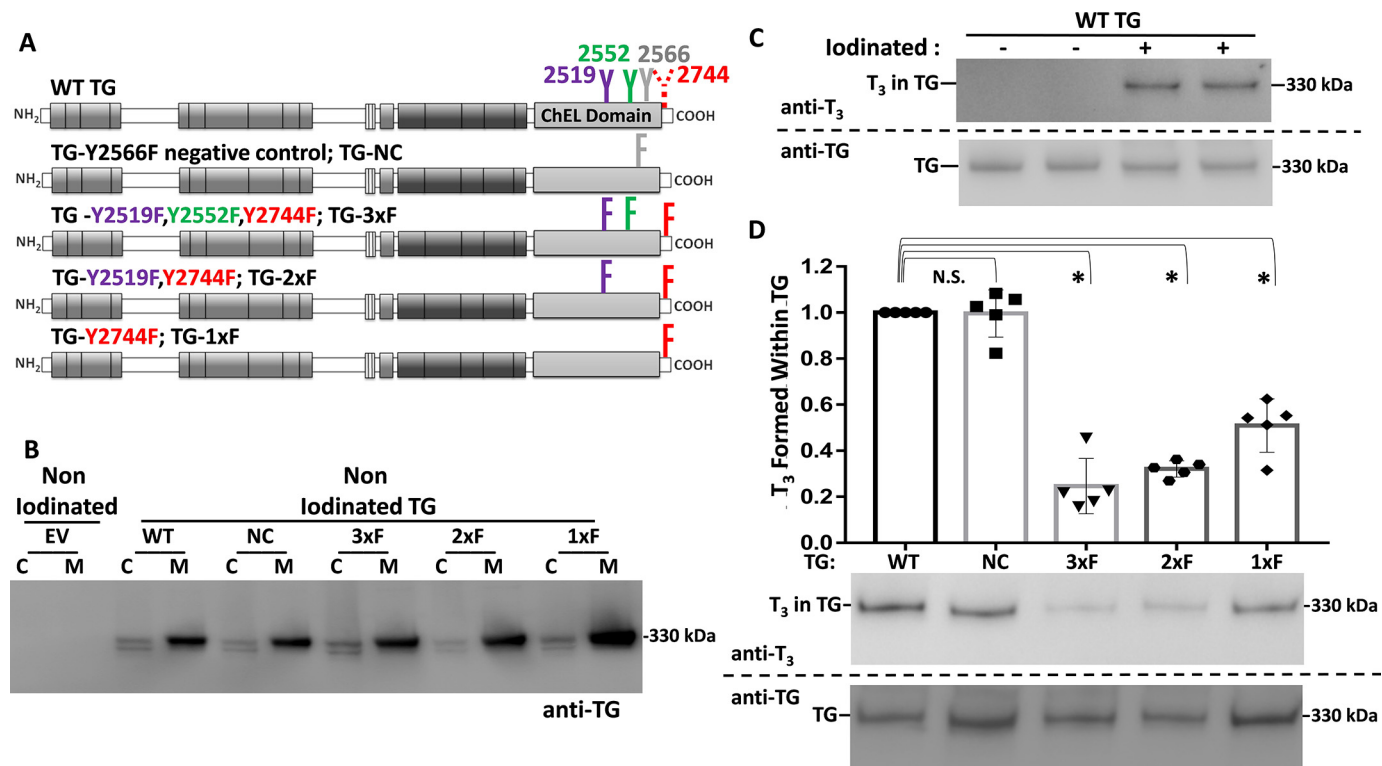 A
2552 2566
2519 2744
WT TG
NH2 ChEL Domain COOH
TG-Y2566F negative control; TG-NC
F
NH2 COOH
TG -Y2519F,Y2552F,Y2744F; TG-3xF
F F F
NH2 COOH
TG-Y2519F,Y2744F; TG-2xF
F F
NH2 COOH
TG-Y2744F; TG-1xF
F
NH2 COOH
B
Non Iodinated
Non Iodinated TG
EV WT NC 3xF 2xF 1xF
C M C M C M C M C M C M
-330 kDa
anti-TG
C
WT TG
Iodinated : - - + +
T3 in TG -330 kDa
anti-T3
anti-TG
TG -330 kDa
D
N.S. * * *
T3 Formed Within TG
1.2
1.0
0.8
0.6
0.4
0.2
0.0
TG: WT NC 3xF 2xF 1xF
T3 in TG- -330 kDa
anti-T3
anti-TG
TG- -330 kDa